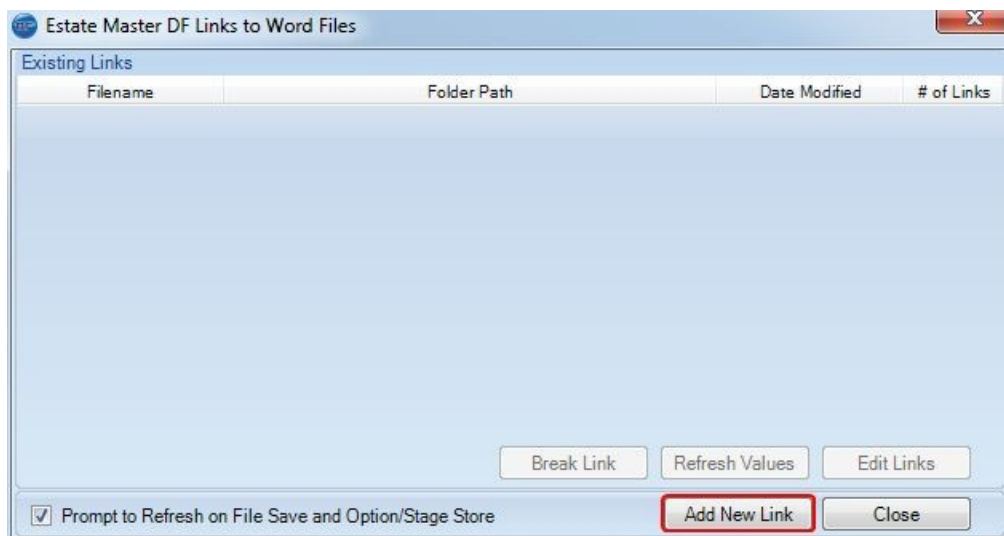 Estate Master DF Links to Word Files
Existing Links
Filename Folder Path Date Modified # of Links
Break Link Refresh Values Edit Links
Prompt to Refresh on File Save and Option/Stage Store Add New Link Close